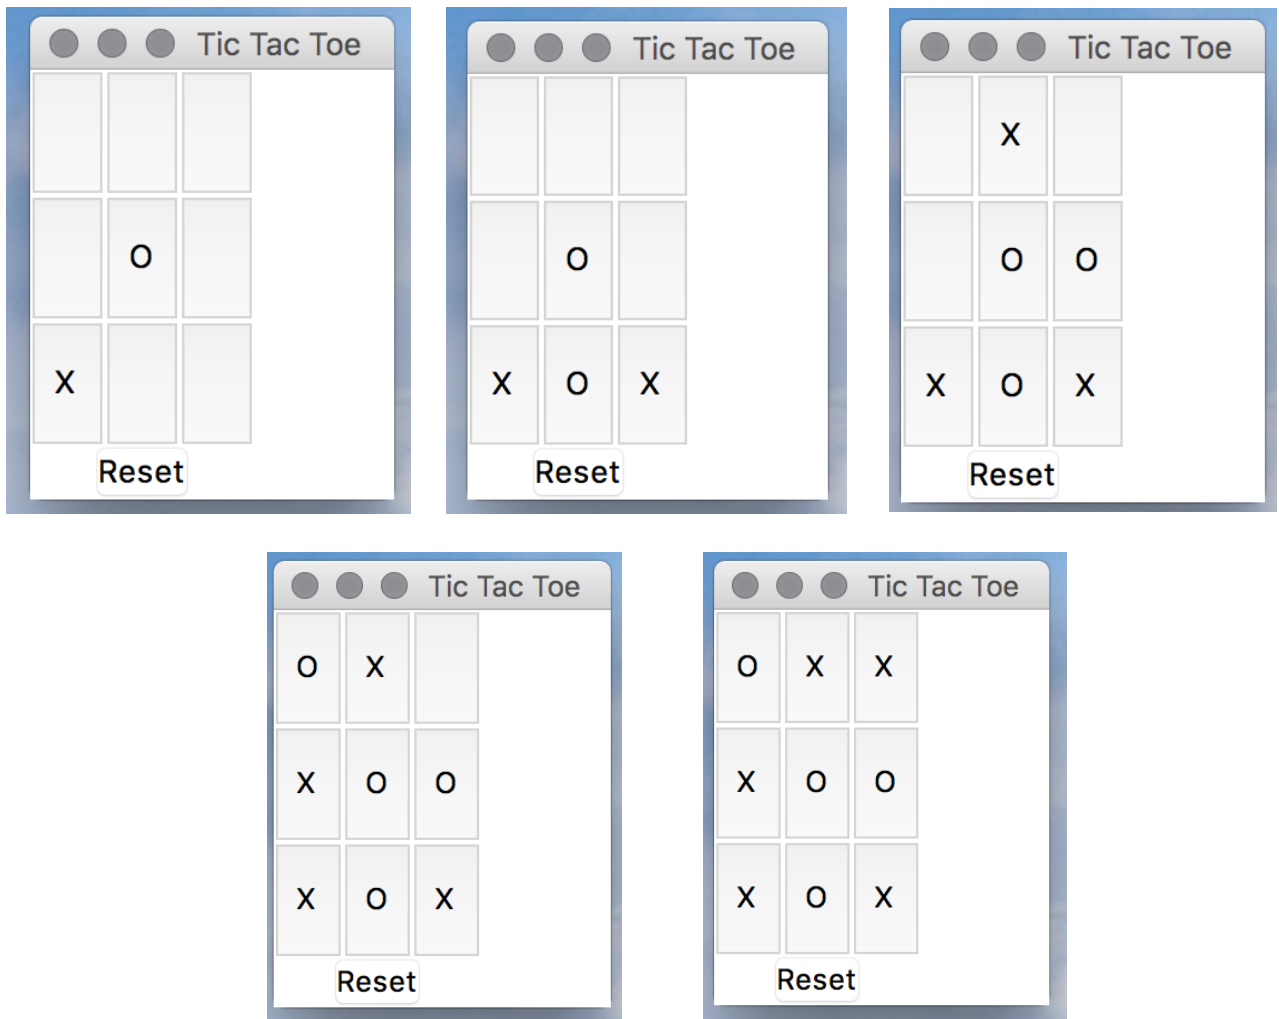 Tic Tac Toe
O
X
Reset
Tic Tac Toe
O
X O X
Reset
Tic Tac Toe
X
O O
X O X
Reset
Tic Tac Toe
O X
X O O
X O X
Reset
Tic Tac Toe
O X X
X O O
X O X
Reset